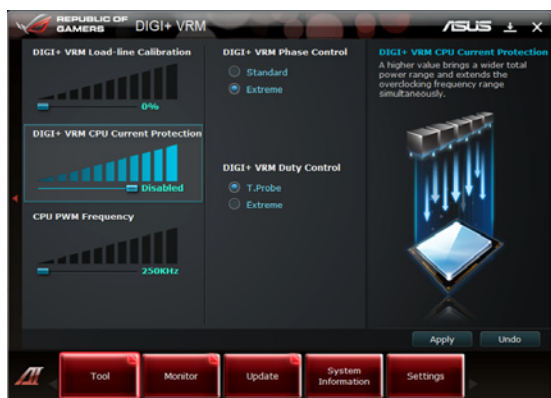 REPUBLIC OF
GAMERS
DIGI+ VRM
ASUS
DIGI+ VRM Load-line Calibration
0%
DIGI+ VRM CPU Current Protection
Disabled
CPU PWM Frequency
250KHz
DIGI+ VRM Phase Control
Standard
Extreme
DIGI+ VRM Duty Control
T.Probe
Extreme
DIGI+ VRM CPU Current Protection
A higher value brings a wider total
power range and extends the
overclocking frequency range
simultaneously.
Apply
Undo
AI
Tool
Monitor
Update
System
Information
Settings